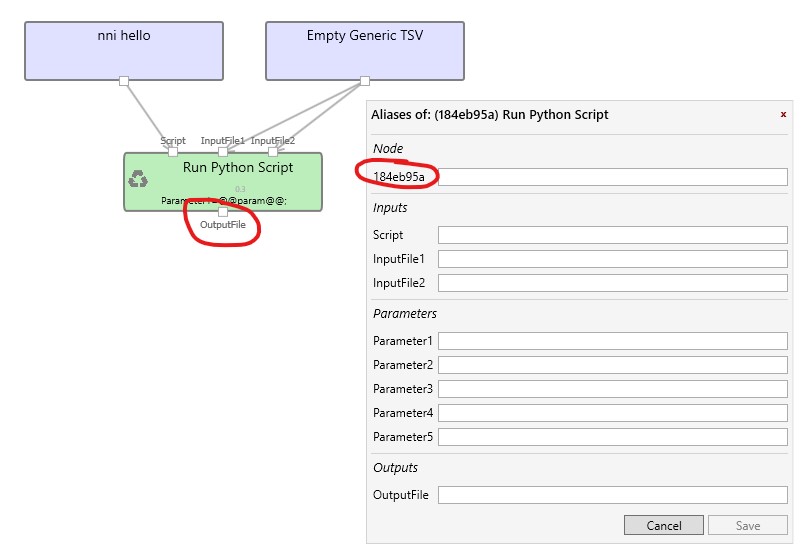 nni hello
Empty Generic TSV
Script
InputFile1
InputFile2
Run Python Script
0.3
Parameter1=@@param@@;
OutputFile
Aliases of: (184eb95a) Run Python Script
x
Node
184eb95a
Inputs
Script
InputFile1
InputFile2
Parameters
Parameter1
Parameter2
Parameter3
Parameter4
Parameter5
Outputs
OutputFile
Cancel
Save